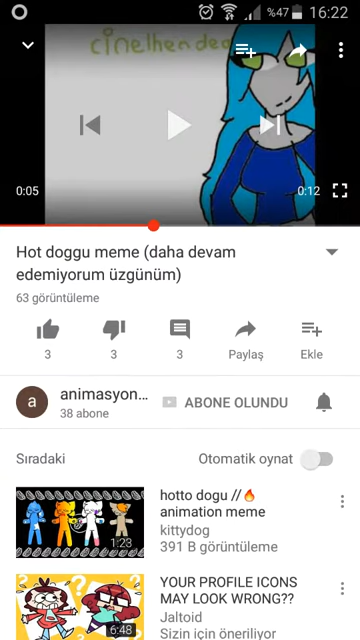 %47 16:22
cinelhendea
0:05
0:12
Hot doggu meme (daha devam
edemiyorum üzgünüm)
63 görüntüleme
3
3
3
Paylaş
Ekle
a
animasyon...
ABONE OLUNDU
38 abone
Sıradaki
Otomatik oynat
1:23
hotto dogu //🔥
animation meme
kittydog
391 B görüntüleme
6:48
YOUR PROFILE ICONS
MAY LOOK WRONG??
Jaltoid
Sizin için öneriliyor